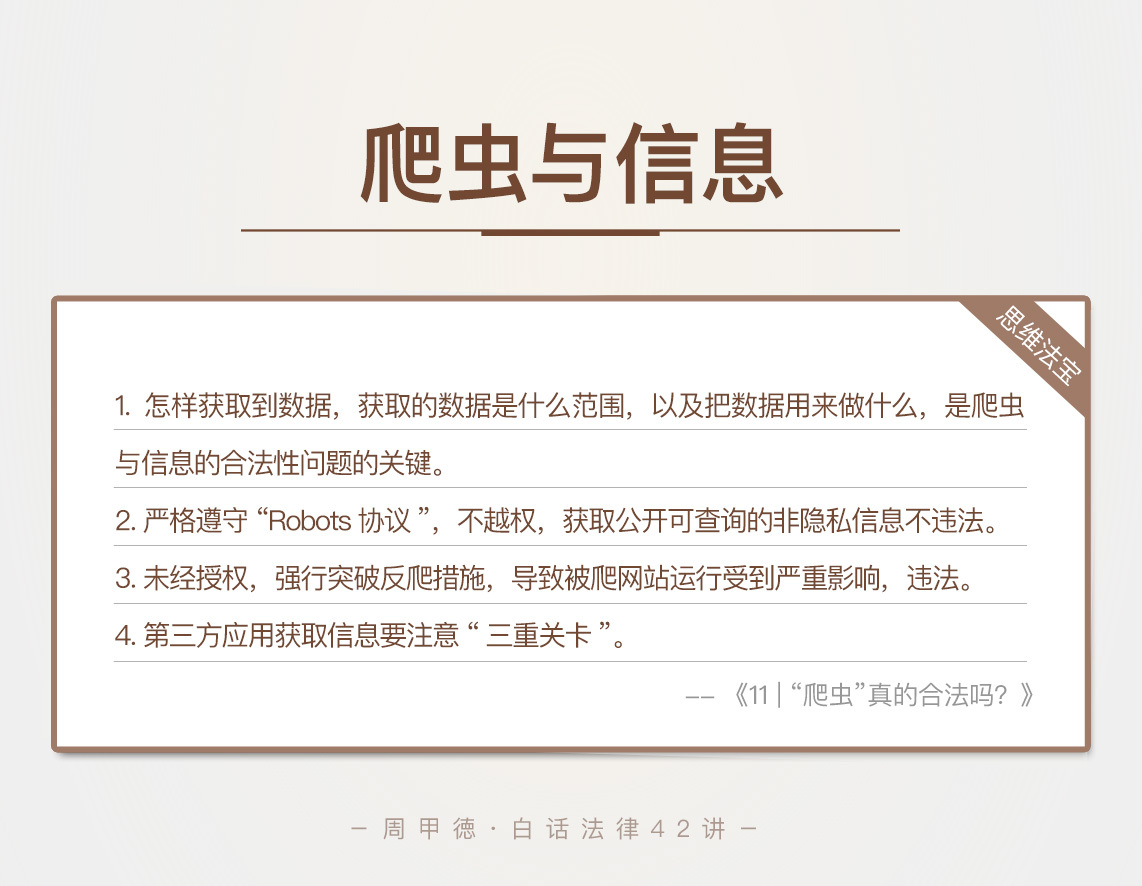 爬虫与信息
思维法宝
1. 怎样获取到数据，获取的数据是什么范围，以及把数据用来做什么，是爬虫
与信息的合法性问题的关键。
2. 严格遵守 “Robots 协议 ”，不越权，获取公开可查询的非隐私信息不违法。
3. 未经授权，强行突破反爬措施，导致被爬网站运行受到严重影响，违法。
4. 第三方应用获取信息要注意 “ 三重关卡 ”。
-- 《11 | “爬虫”真的合法吗？》
– 周甲德·白话法律42讲 –